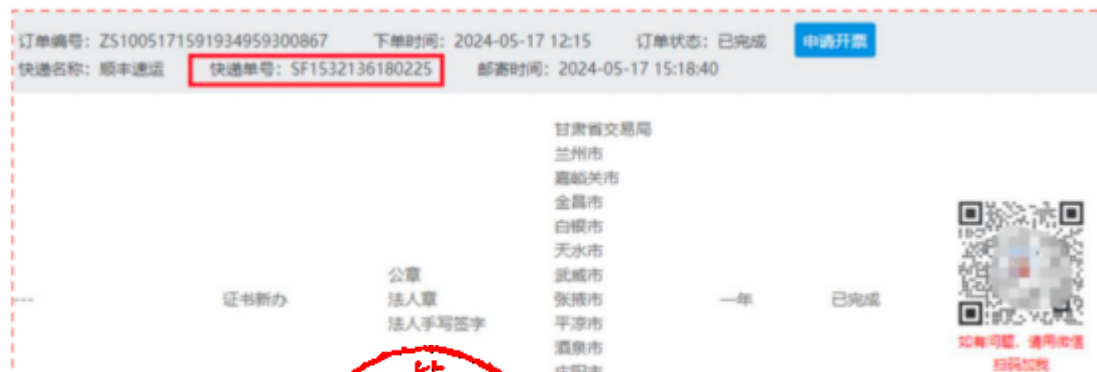 订单编号：ZS1005171591934959300867 下单时间：2024-05-17 12:15 订单状态：已完成 申请开票
快递名称：顺丰速运 快递单号：SF1532136180225 邮寄时间：2024-05-17 15:18:40
甘肃省交易局
兰州市
嘉峪关市
金昌市
白银市
天水市
公章 武威市
--- 证书新办 法人章 张掖市 一年 已完成
法人手写签字 平凉市
酒泉市
庆阳市
如有问题，请用微信
扫码加我